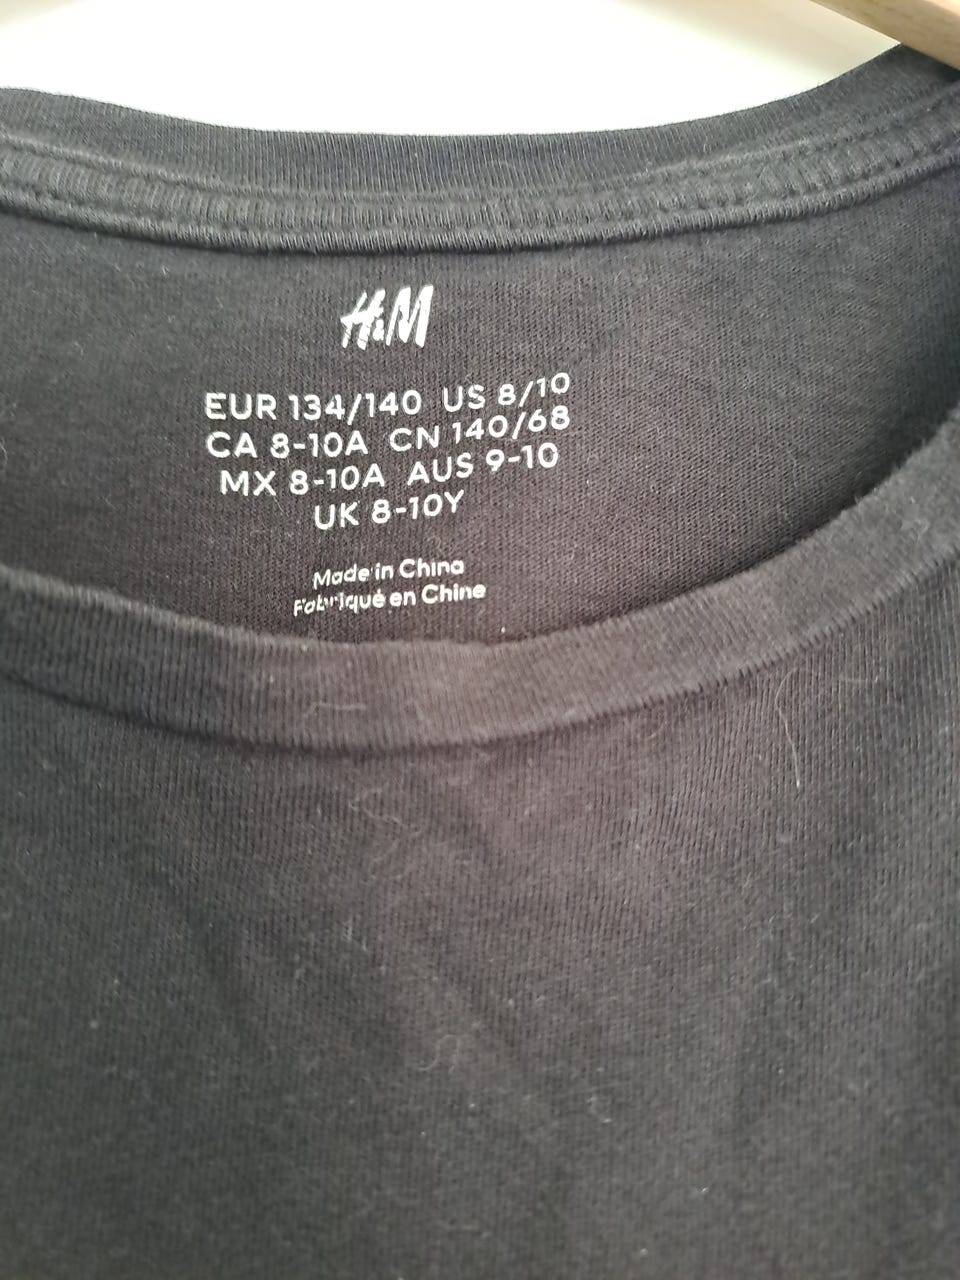 H&M
EUR 134/140 US 8/10
CA 8-10A CN 140/68
MX 8-10A AUS 9-10
UK 8-10Y
Made in China
Fabriqué en Chine